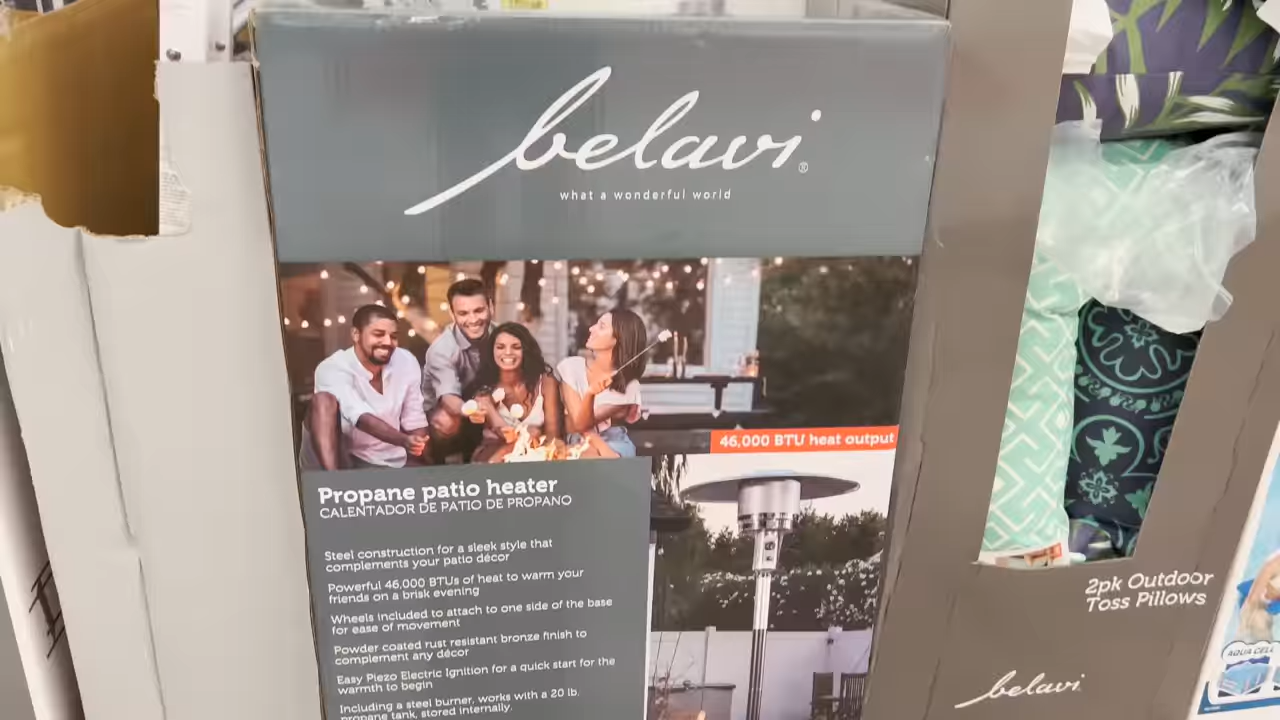 belavi®
what a wonderful world
46,000 BTU heat output
Propane patio heater
CALENTADOR DE PATIO DE PROPANO
Steel construction for a sleek style that
complements your patio décor
Powerful 46,000 BTUs of heat to warm your
friends on a brisk evening
Wheels included to attach to one side of the base
for ease of movement
Powder coated rust resistant bronze finish to
complement any décor
Easy Piezo Electric Ignition for a quick start for the
warmth to begin
Including a steel burner, works with a 20 lb.
propane tank, stored internally.
2pk Outdoor
Toss Pillows
belavi
AQUA CELL